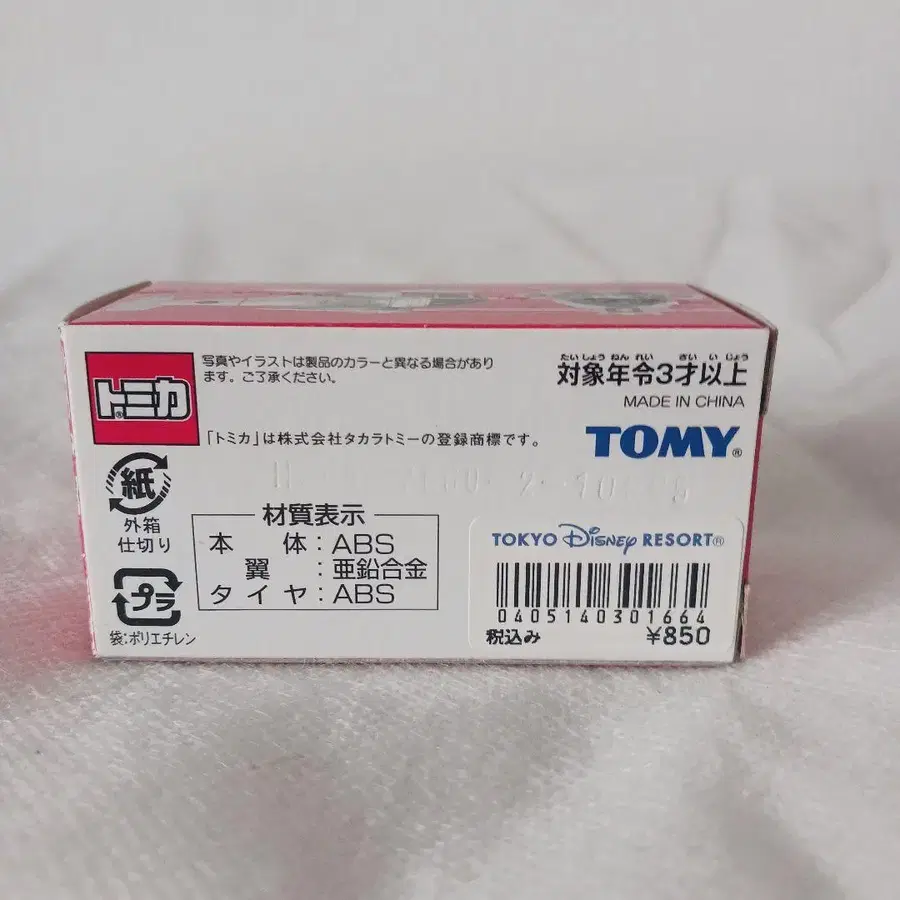 トミカ®
写真やイラストは製品のカラーと異なる場合があり
ます。ご了承ください。
「トミカ」は株式会社タカラトミーの登録商標です。
たいしょう ねん れい さい い じょう
対象年令3才以上
MADE IN CHINA
TOMY®
紙
外箱
仕切り
プラ
袋:ポリエチレン
材質表示
本 体:ABS
翼 :亜鉛合金
タイヤ:ABS
TOKYO Disney RESORT®
0405140301664
税込み ¥850